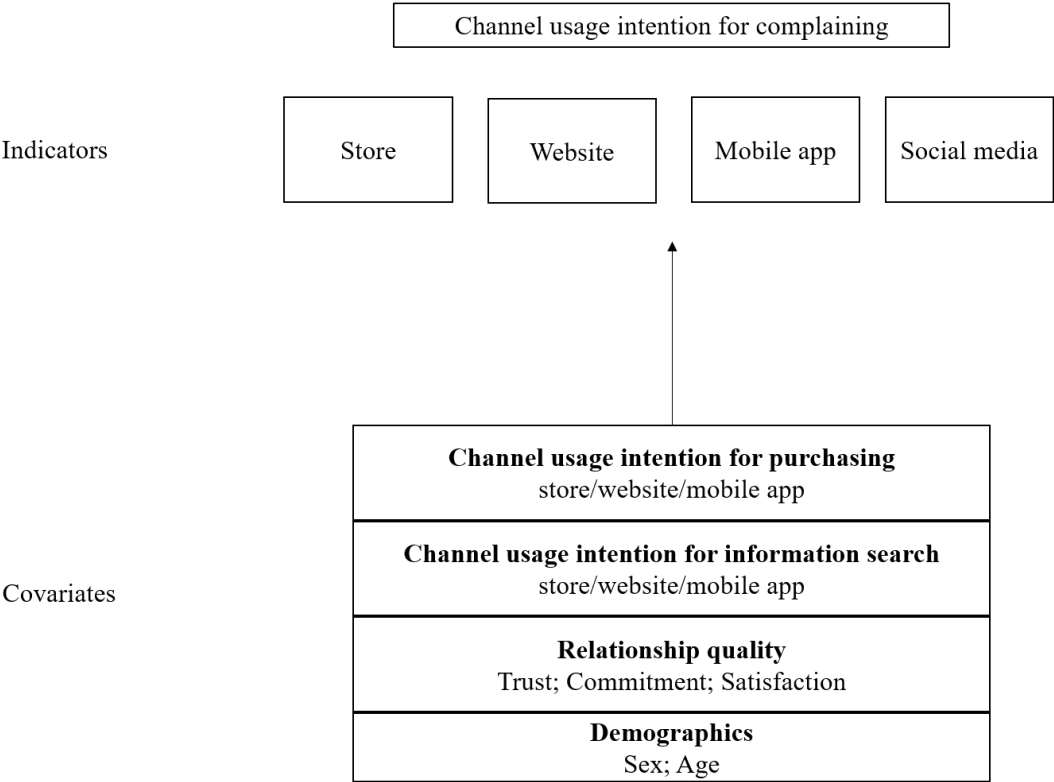 Channel usage intention for complaining
Indicators
Store
Website
Mobile app
Social media
Channel usage intention for purchasing
store/website/mobile app
Channel usage intention for information search
store/website/mobile app
Covariates
Relationship quality
Trust; Commitment; Satisfaction
Demographics
Sex; Age